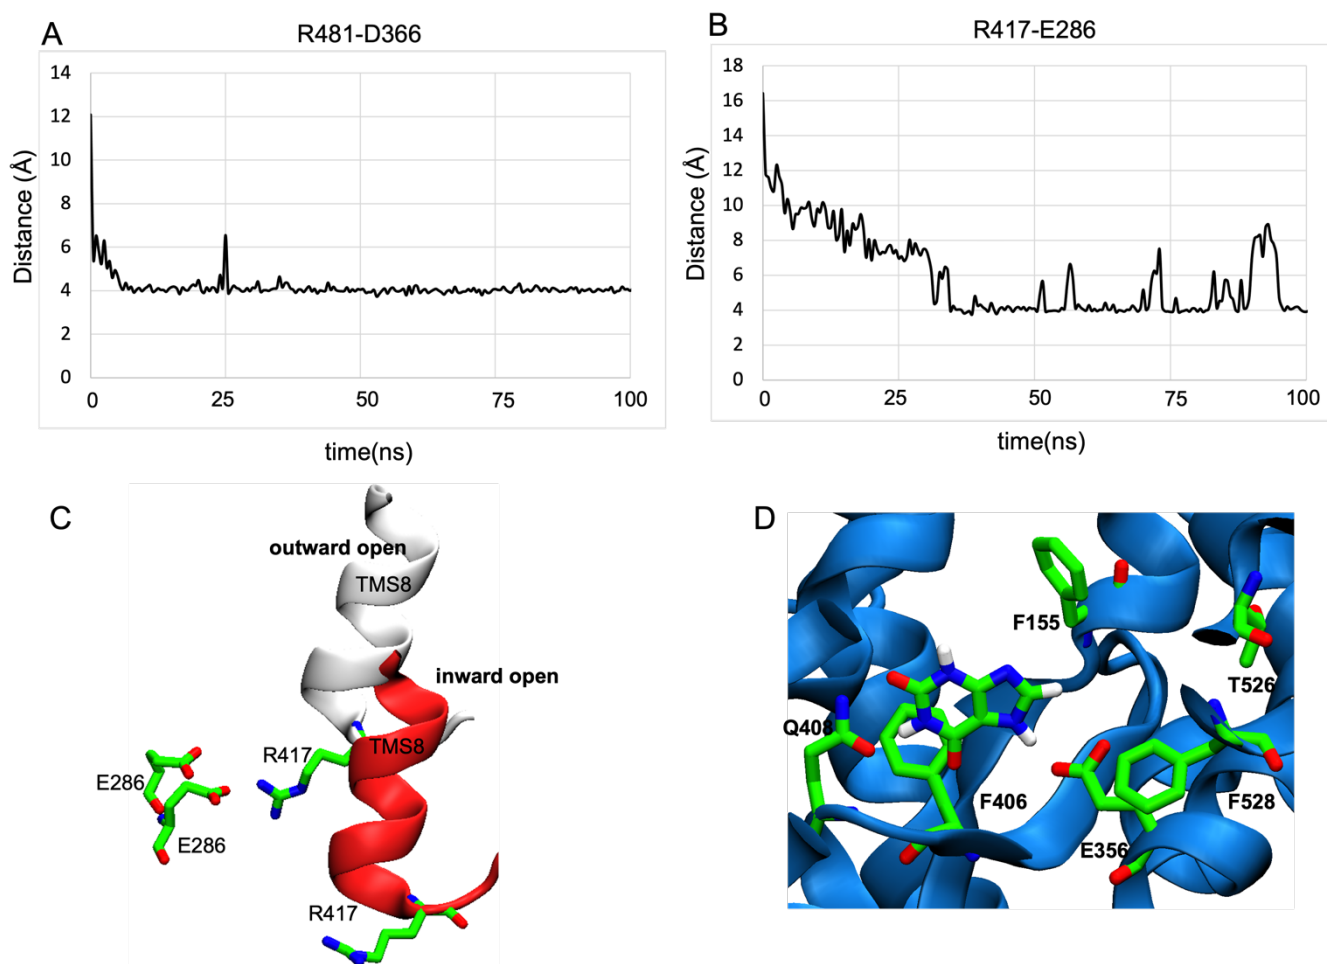 A
R481-D366
Distance (Å)
14
12
10
8
6
4
2
0
0
25
50
75
100
time(ns)
B
R417-E286
Distance (Å)
18
16
14
12
10
8
6
4
2
0
0
25
50
75
100
time(ns)
C
outward open
TMS8
inward open
TMS8
R417
E286
E286
R417
D
F155
T526
Q408
F406
F528
E356